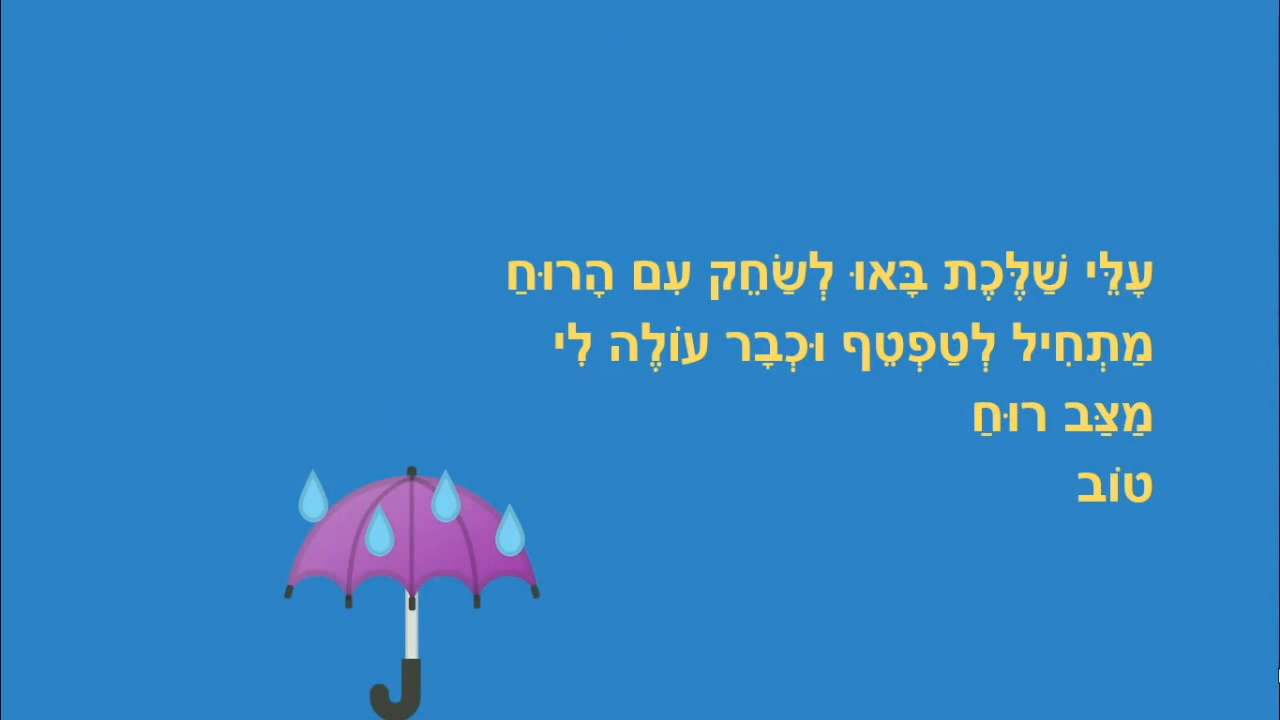 עָלֵּי שַׁלֶּכֶת בָּאוּ לְשַׂחֵק עִם הָרוּחַ
מַתְחִיל לְטַפְטֵף וּכְבָר עוֹלֶה לִי
מַצַּב רוּחַ
טוֹב